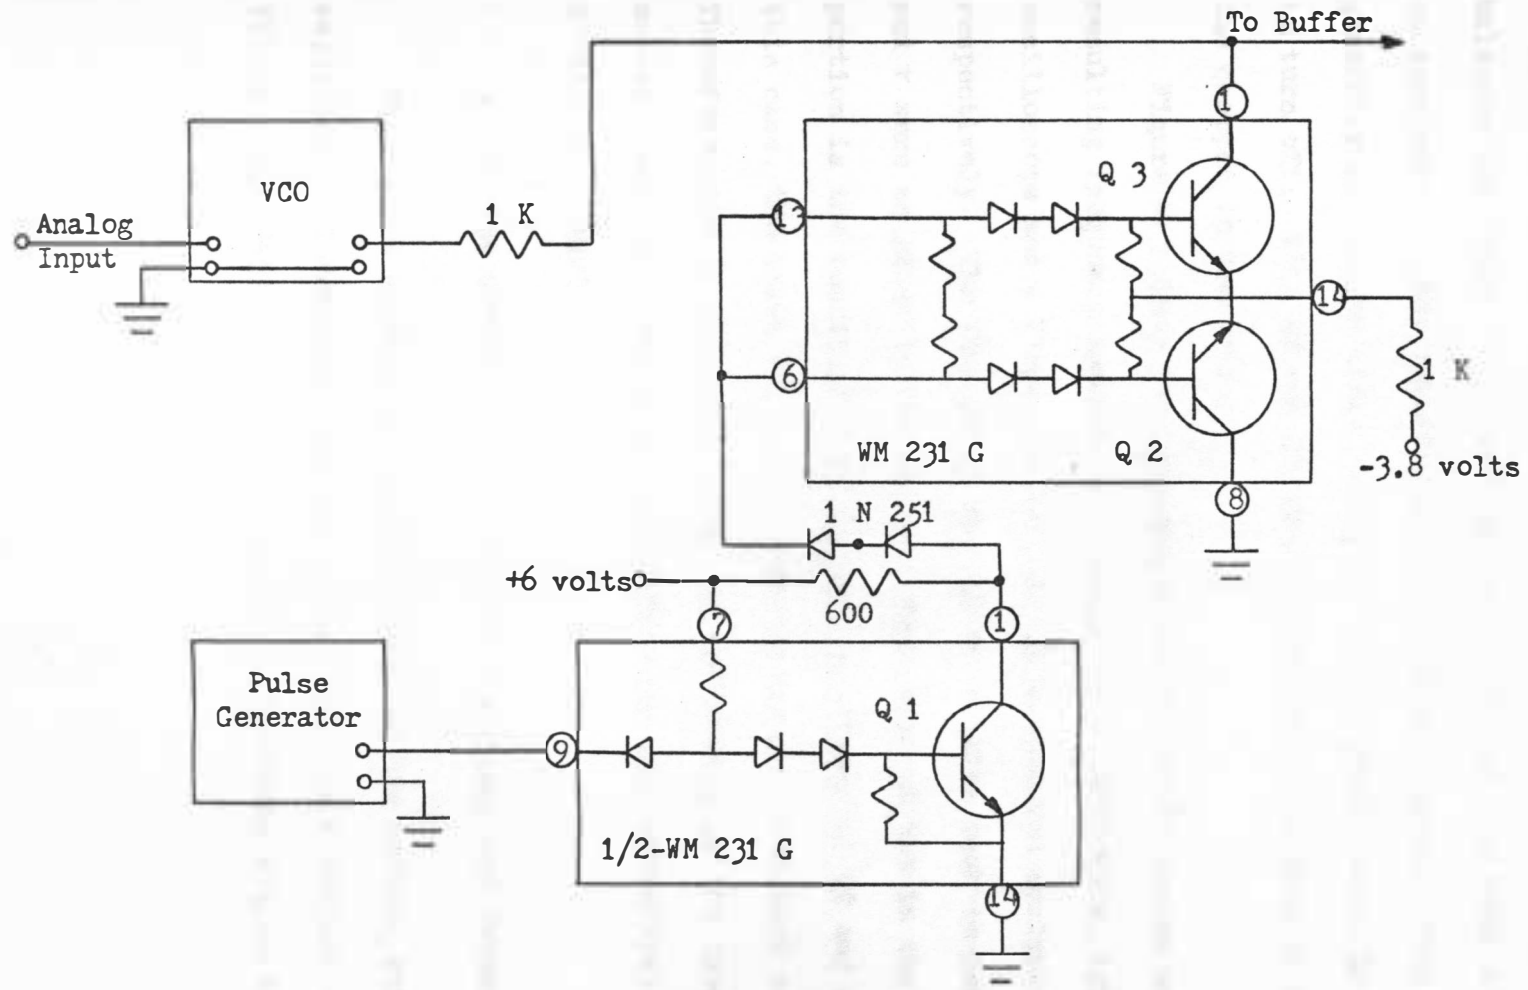 To Buffer
1
VCO
Analog
Input
1 K
Q 3
13
14
6
1 K
WM 231 G
Q 2
-3.8 volts
8
1 N 251
+6 volts
600
7
1
Pulse
Generator
Q 1
9
1/2-WM 231 G
14